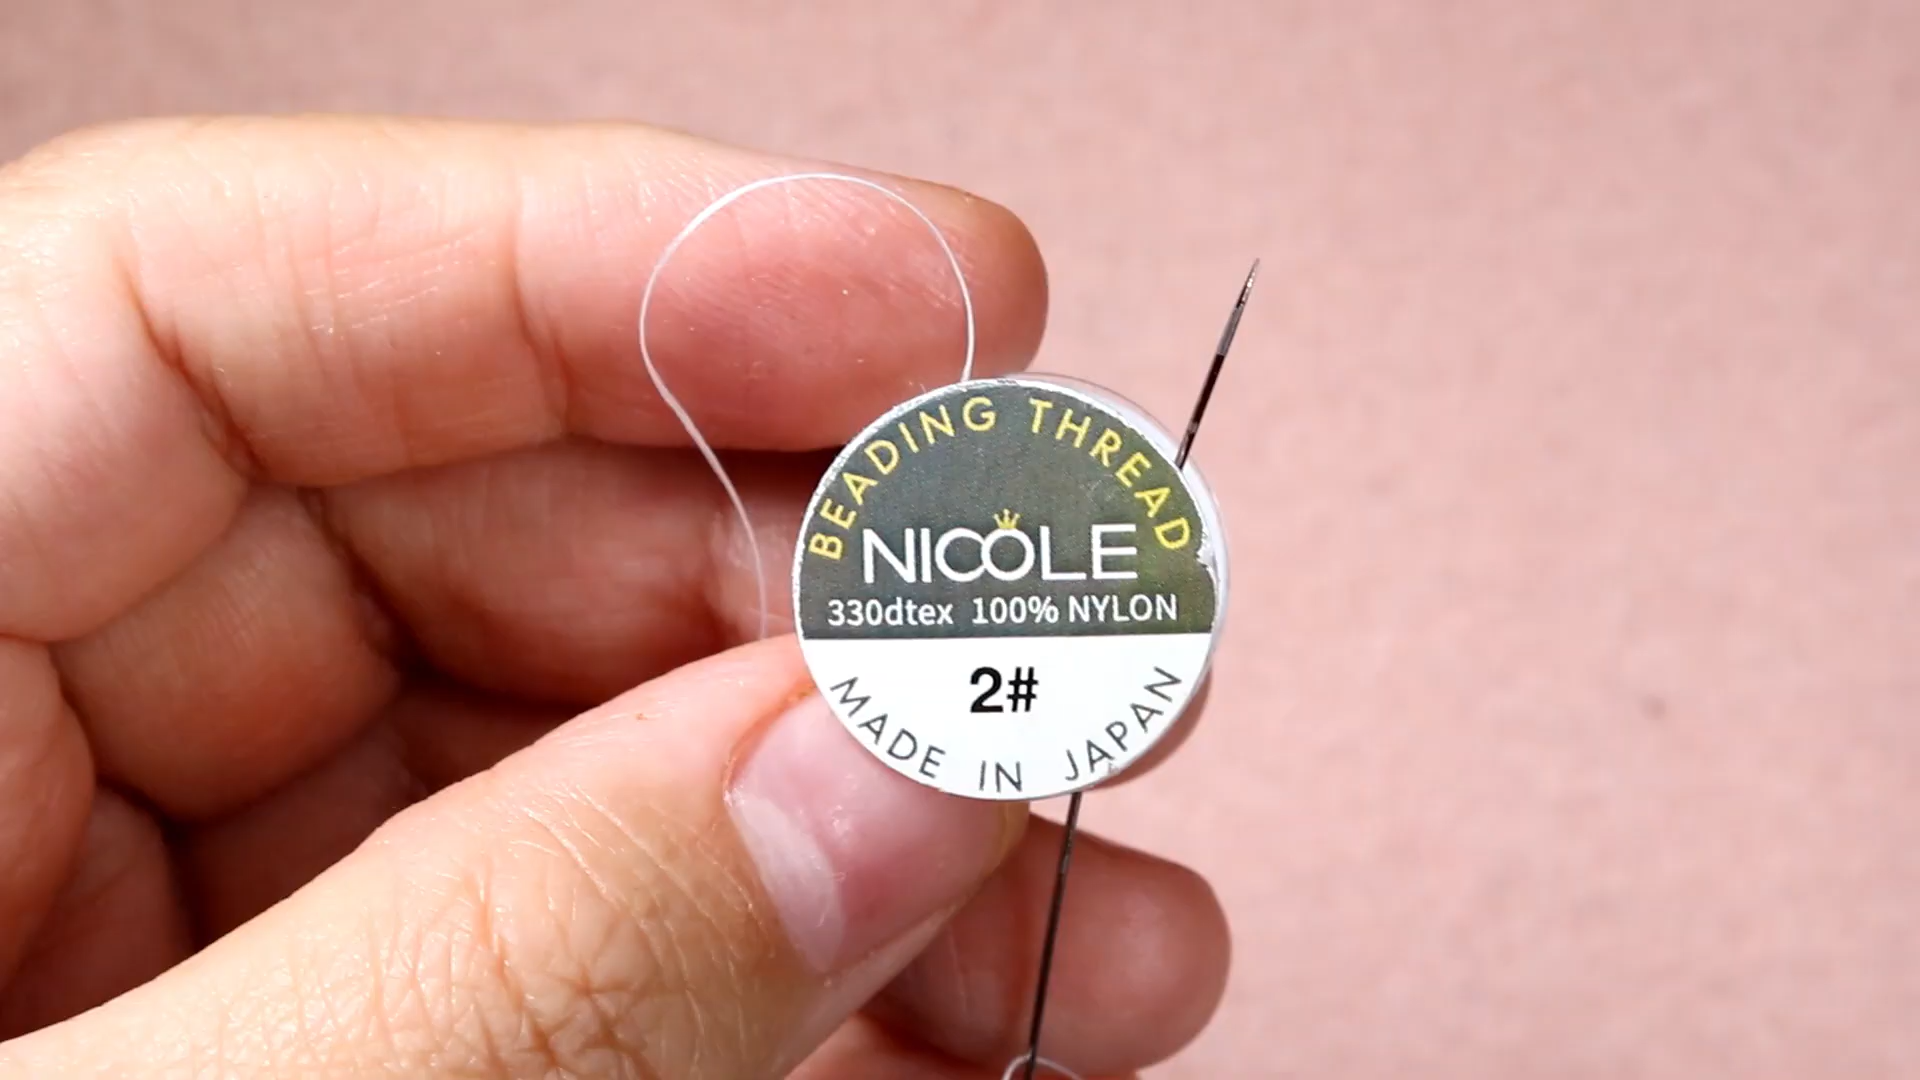 BEADING THREAD
NICOLE
330dtex 100% NYLON
2#
MADE IN JAPAN